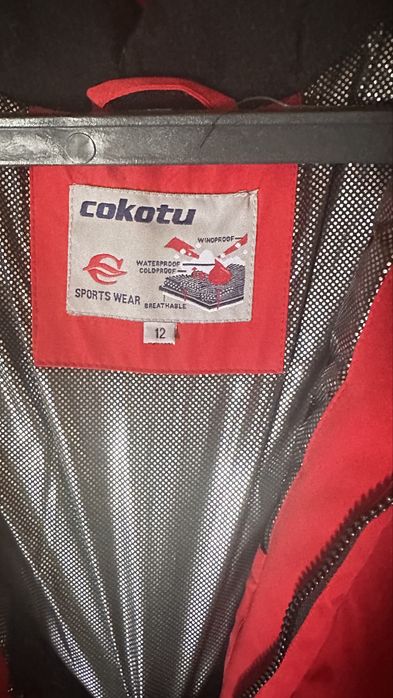 cokotu
WINDPROOF
WATERPROOF
COLDPROOF
SPORTS WEAR
BREATHABLE
12